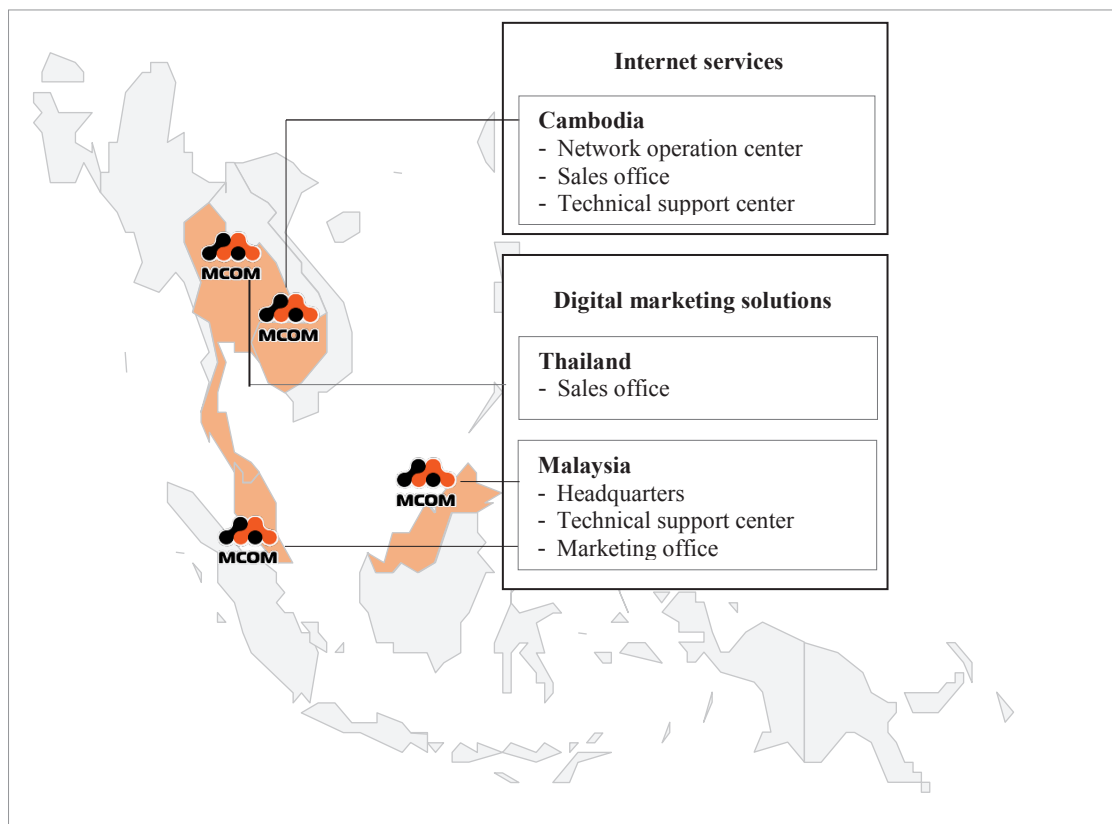 Internet services
Cambodia
- Network operation center
- Sales office
- Technical support center
MCOM
MCOM
Digital marketing solutions
Thailand
- Sales office
Malaysia
- Headquarters
- Technical support center
- Marketing office
MCOM
MCOM